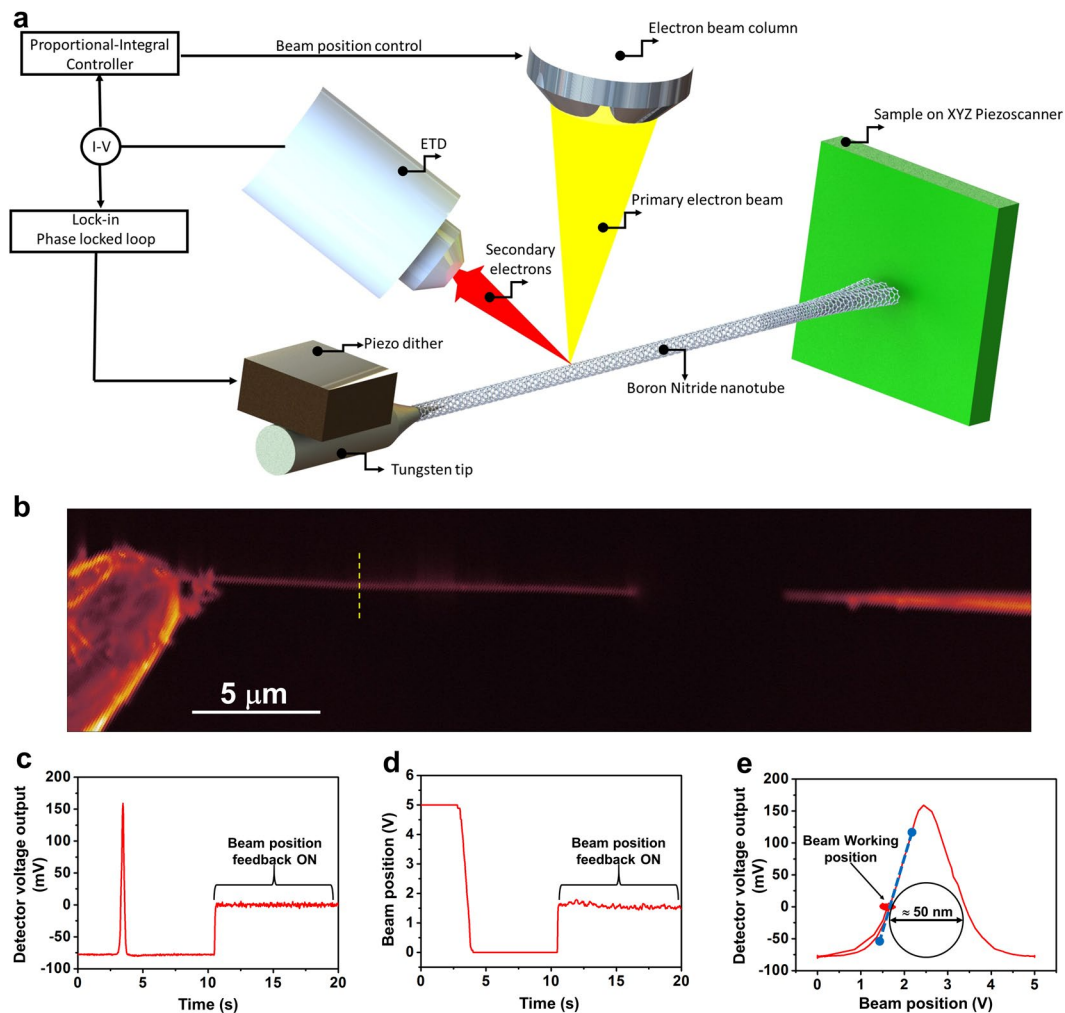 a
Proportional-Integral
Controller
Beam position control
Electron beam column
Sample on XYZ Piezoscanner
I-V
ETD
Primary electron beam
Lock-in
Phase locked loop
Secondary
electrons
Piezo dither
Boron Nitride nanotube
Tungsten tip
b
5 μm
c
Detector voltage output
(mV)
200
150
100
50
0
-50
-100
Beam position
feedback ON
0
5
10
15
20
Time (s)
d
Beam position (V)
6
5
4
3
2
1
0
Beam position
feedback ON
0
5
10
15
20
Time (s)
e
Detector voltage output
(mV)
200
150
100
50
0
-50
-100
Beam Working
position
≈ 50 nm
0
1
2
3
4
5
Beam position (V)